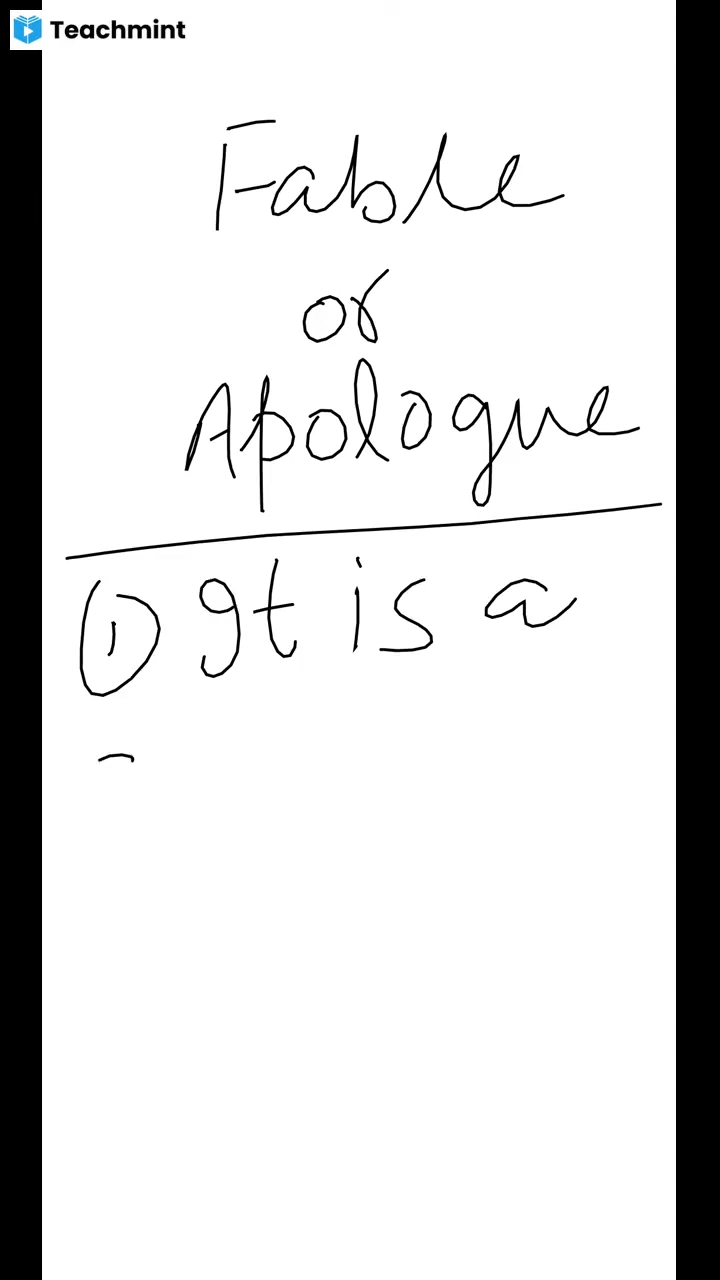 Teachmint
Fable
or
Apologue
① It is a